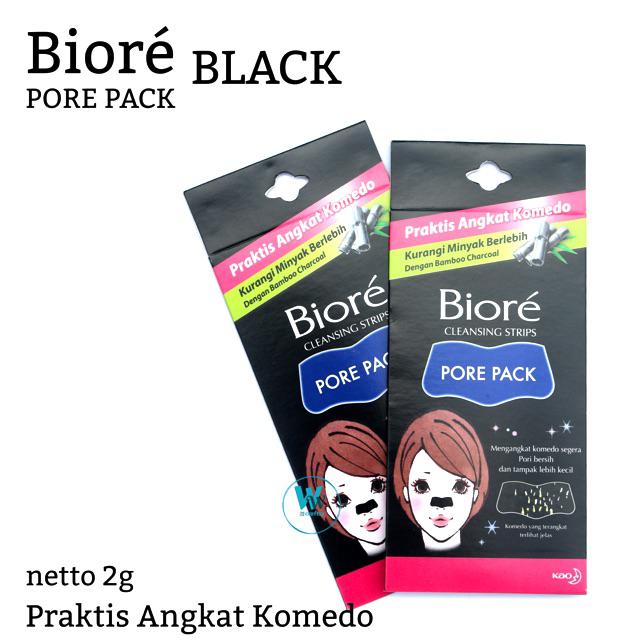 Bioré BLACK
PORE PACK
Praktis Angkat Komedo
Kurangi Minyak Berlebih
Dengan Bamboo Charcoal
Bioré
CLEANSING STRIPS
PORE PAC
Praktis Angkat Komedo
Kurangi Minyak Berlebih
Dengan Bamboo Charcoal
Bioré
CLEANSING STRIPS
PORE PACK
Mengangkat komedo segera
Pori bersih
dan tampak lebih kecil
Komedo yang terangkat
terlihat jelas
Kao
netto 2g
Praktis Angkat Komedo